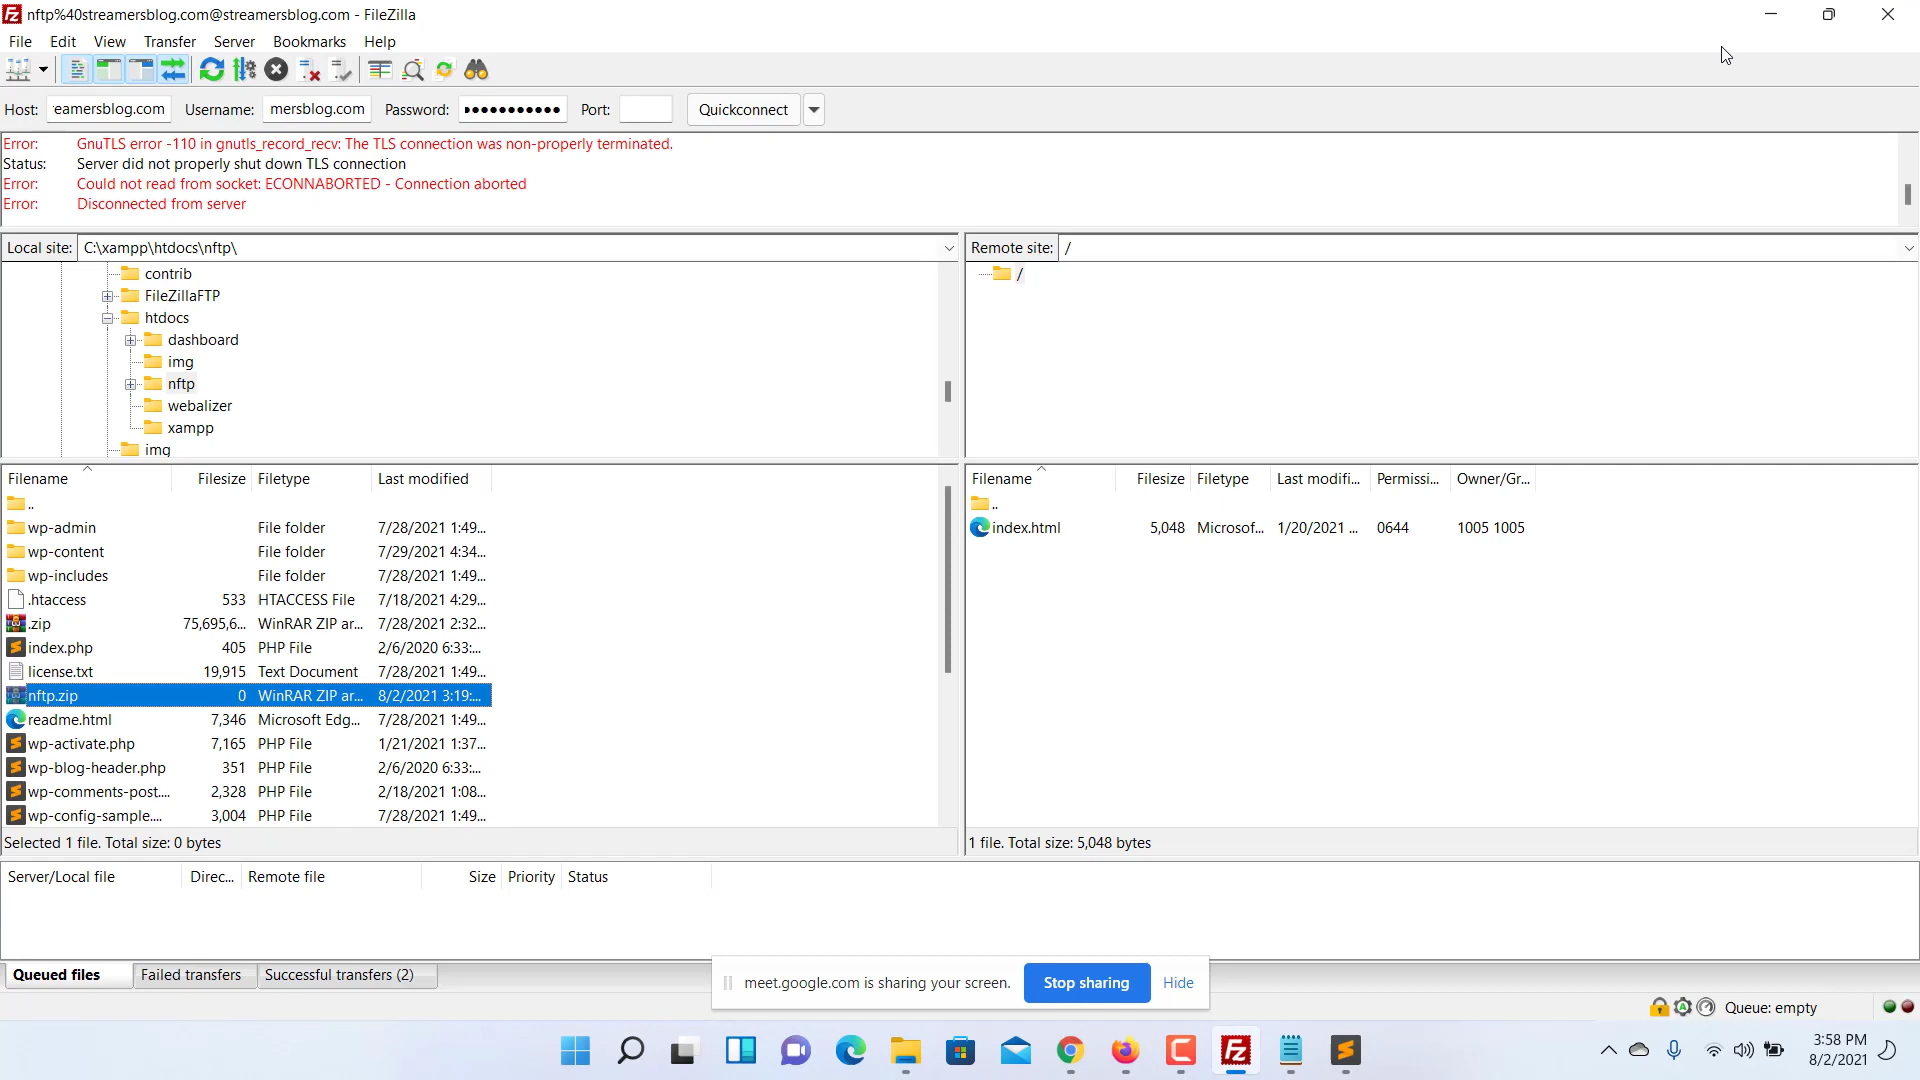 nftp%40streamersblog.com@streamersblog.com - FileZilla
File Edit View Transfer Server Bookmarks Help
Host: eamersblog.com Username: mersblog.com Password: ●●●●●●●●●●● Port: Quickconnect
Error: GnuTLS error -110 in gnutls_record_recv: The TLS connection was non-properly terminated.
Status: Server did not properly shut down TLS connection
Error: Could not read from socket: ECONNABORTED - Connection aborted
Error: Disconnected from server
Local site: C:\xampp\htdocs\nftp\
contrib
FileZillaFTP
htdocs
dashboard
img
nftp
webalizer
xampp
img
Remote site: /
/
Filename Filesize Filetype Last modified
..
wp-admin File folder 7/28/2021 1:49...
wp-content File folder 7/29/2021 4:34...
wp-includes File folder 7/28/2021 1:49...
.htaccess 533 HTACCESS File 7/18/2021 4:29...
.zip 75,695,6... WinRAR ZIP ar... 7/28/2021 2:32...
index.php 405 PHP File 2/6/2020 6:33:...
license.txt 19,915 Text Document 7/28/2021 1:49...
nftp.zip 0 WinRAR ZIP ar... 8/2/2021 3:19:...
readme.html 7,346 Microsoft Edg... 7/28/2021 1:49...
wp-activate.php 7,165 PHP File 1/21/2021 1:37...
wp-blog-header.php 351 PHP File 2/6/2020 6:33:...
wp-comments-post.... 2,328 PHP File 2/18/2021 1:08...
wp-config-sample.... 3,004 PHP File 7/28/2021 1:49...
Selected 1 file. Total size: 0 bytes
Filename Filesize Filetype Last modifi... Permissi... Owner/Gr...
..
index.html 5,048 Microsof... 1/20/2021 ... 0644 1005 1005
1 file. Total size: 5,048 bytes
Server/Local file Direc... Remote file Size Priority Status
Queued files Failed transfers Successful transfers (2)
meet.google.com is sharing your screen. Stop sharing Hide
Queue: empty
3:58 PM
8/2/2021